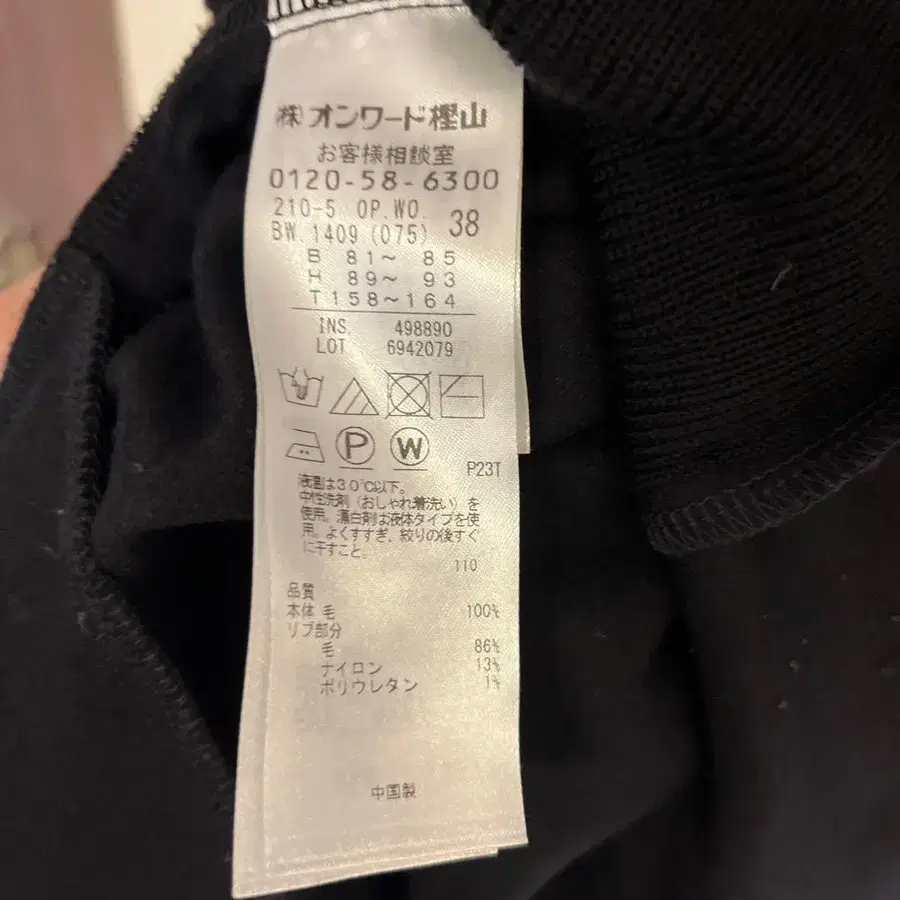 ㈱オンワード樫山
お客様相談室
0120-58-6300
210-5. OP.WO.
BW.1409 (075) 38
B 81〜 85
H 89〜 93
T158〜164
INS. 498890
LOT 6942079
P W
P23T
液温は30℃以下。
中性洗剤（おしゃれ着洗い）を
使用。漂白剤は液体タイプを使
用。よくすすぎ、絞りの後すぐ
に干すこと。
110
品質
本体 毛 100%
リブ部分
毛 86%
ナイロン 13%
ポリウレタン 1%
中国製